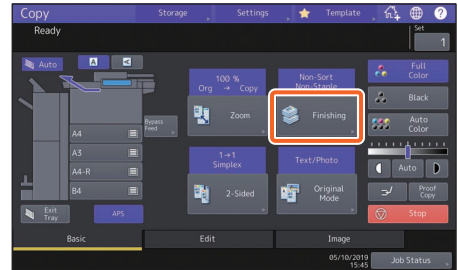 Copy
Storage
Settings
Template
?
Ready
Set
1
Auto
A
A
100 %
Org → Copy
Zoom
Non-Sort
Non-Staple
Finishing
Full
Color
Black
Auto
Color
Bypass
Feed
A4
A3
A4-R
B4
1→1
Simplex
2-Sided
Text/Photo
Original
Mode
Auto
Proof
Copy
Stop
Exit
Tray
APS
Basic
Edit
Image
05/10/2019
15:45
Job Status